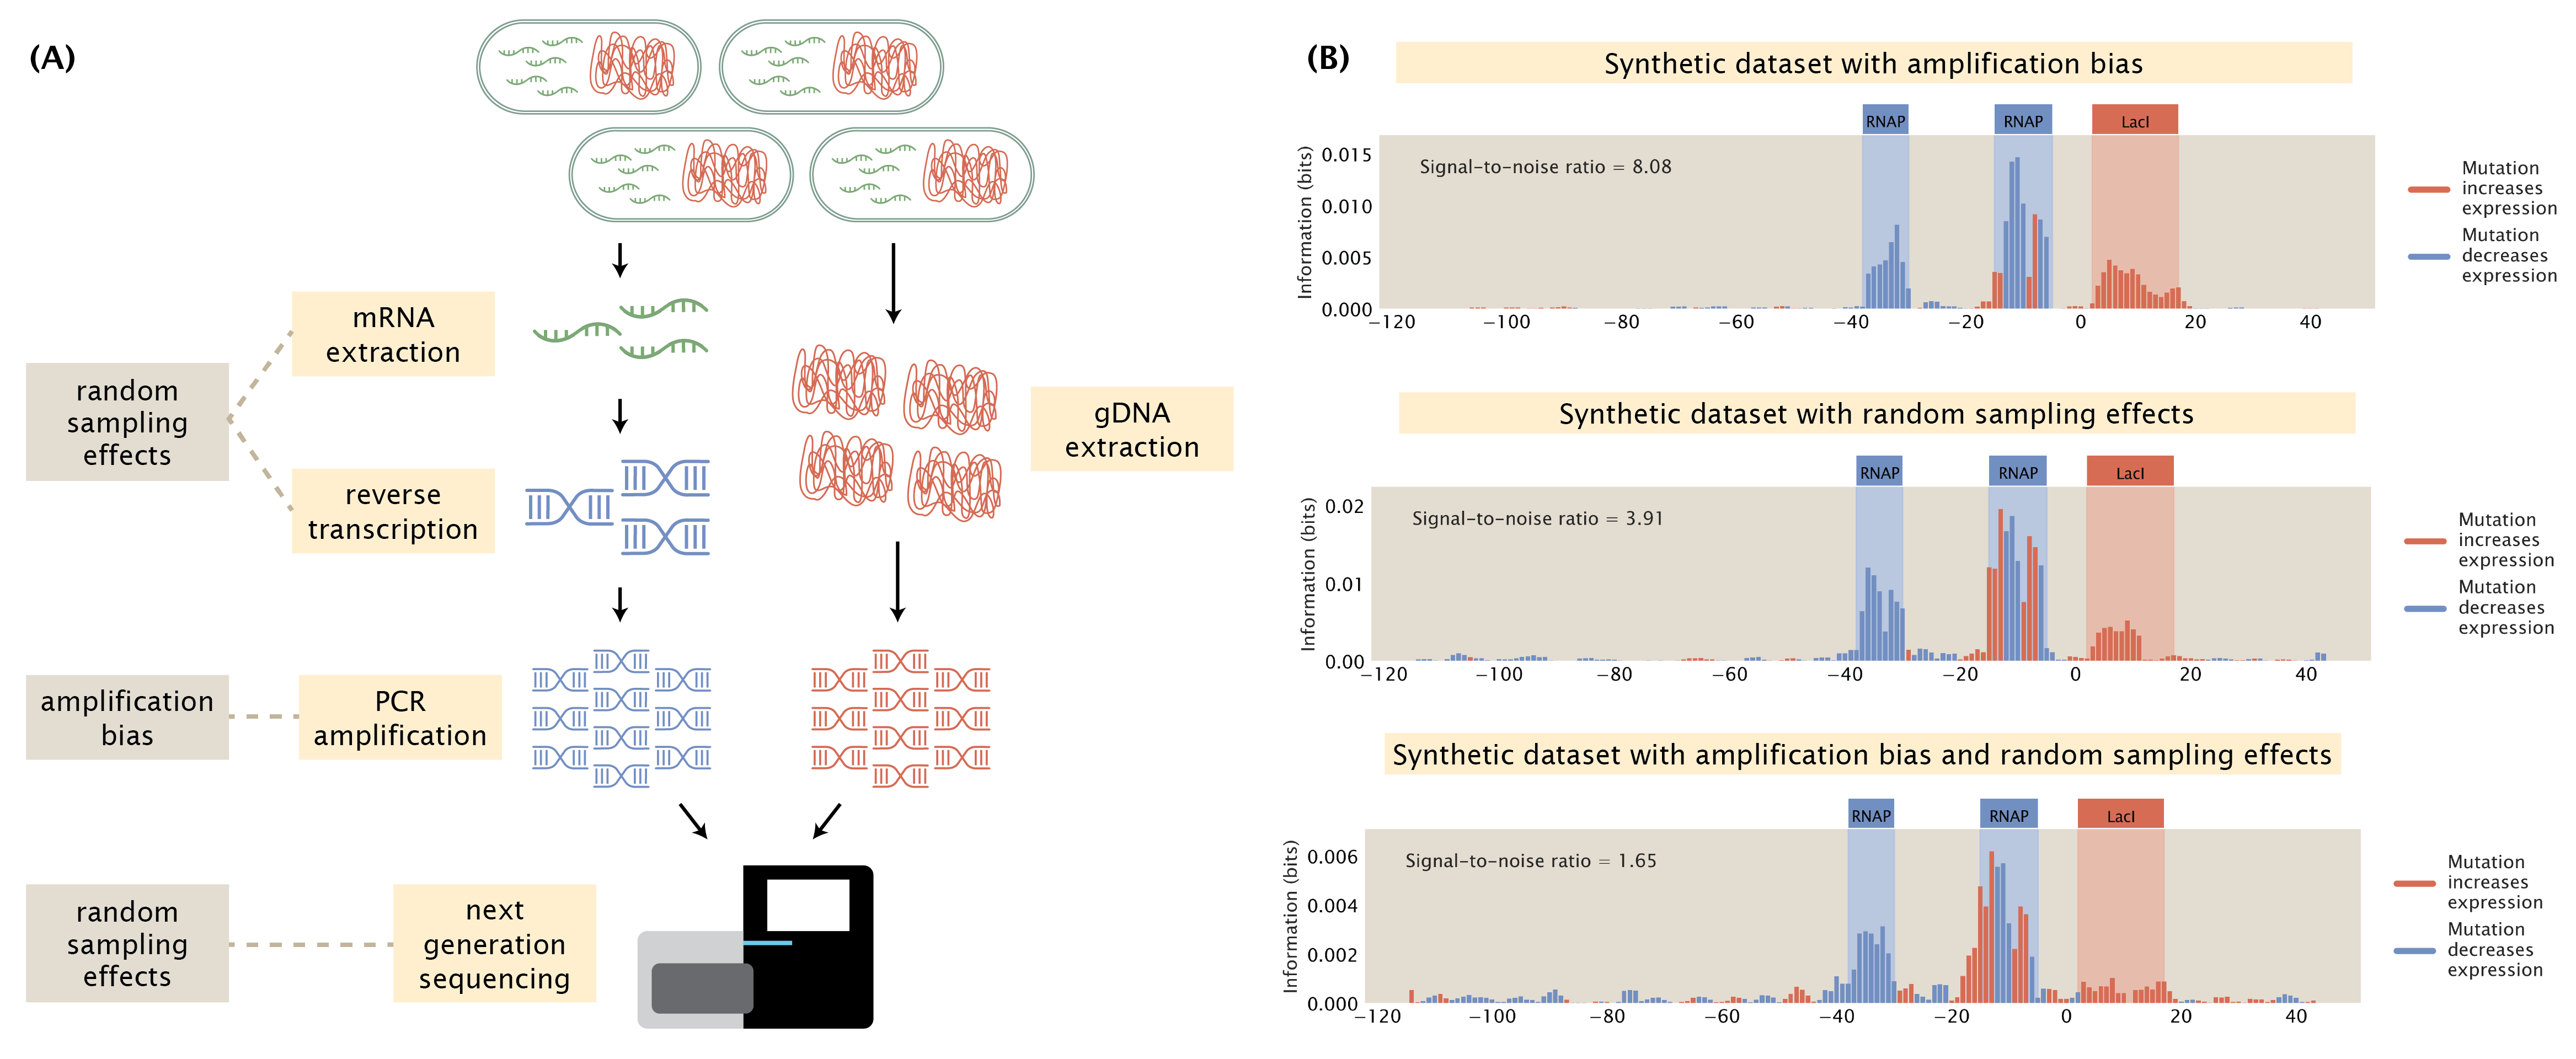 (A)
random
sampling
effects
mRNA
extraction
reverse
transcription
gDNA
extraction
amplification
bias
PCR
amplification
random
sampling
effects
next
generation
sequencing
(B)
Synthetic dataset with amplification bias
RNAP
RNAP
LacI
Signal-to-noise ratio = 8.08
Information (bits)
0.015
0.010
0.005
0.000
−120 −100 −80 −60 −40 −20 0 20 40
Mutation
increases
expression
Mutation
decreases
expression
Synthetic dataset with random sampling effects
RNAP
RNAP
LacI
Signal-to-noise ratio = 3.91
Information (bits)
0.02
0.01
0.00
−120 −100 −80 −60 −40 −20 0 20 40
Mutation
increases
expression
Mutation
decreases
expression
Synthetic dataset with amplification bias and random sampling effects
RNAP
RNAP
LacI
Signal-to-noise ratio = 1.65
Information (bits)
0.006
0.004
0.002
0.000
−120 −100 −80 −60 −40 −20 0 20 40
Mutation
increases
expression
Mutation
decreases
expression